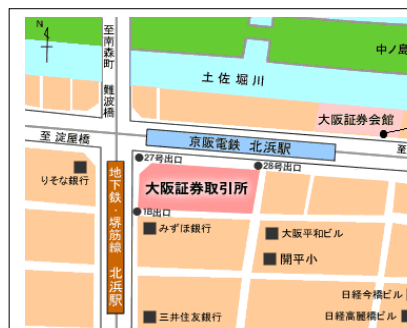 N
至南森町
難波橋
中ノ島
土佐堀川
大阪証券会館
至 淀屋橋
京阪電鉄 北浜駅
至
27号出口
28号出口
りそな銀行
地下鉄・堺筋線 北浜駅
大阪証券取引所
1B出口
みずほ銀行
大阪平和ビル
開平小
日経今橋ビル
三井住友銀行
日経高麗橋ビル